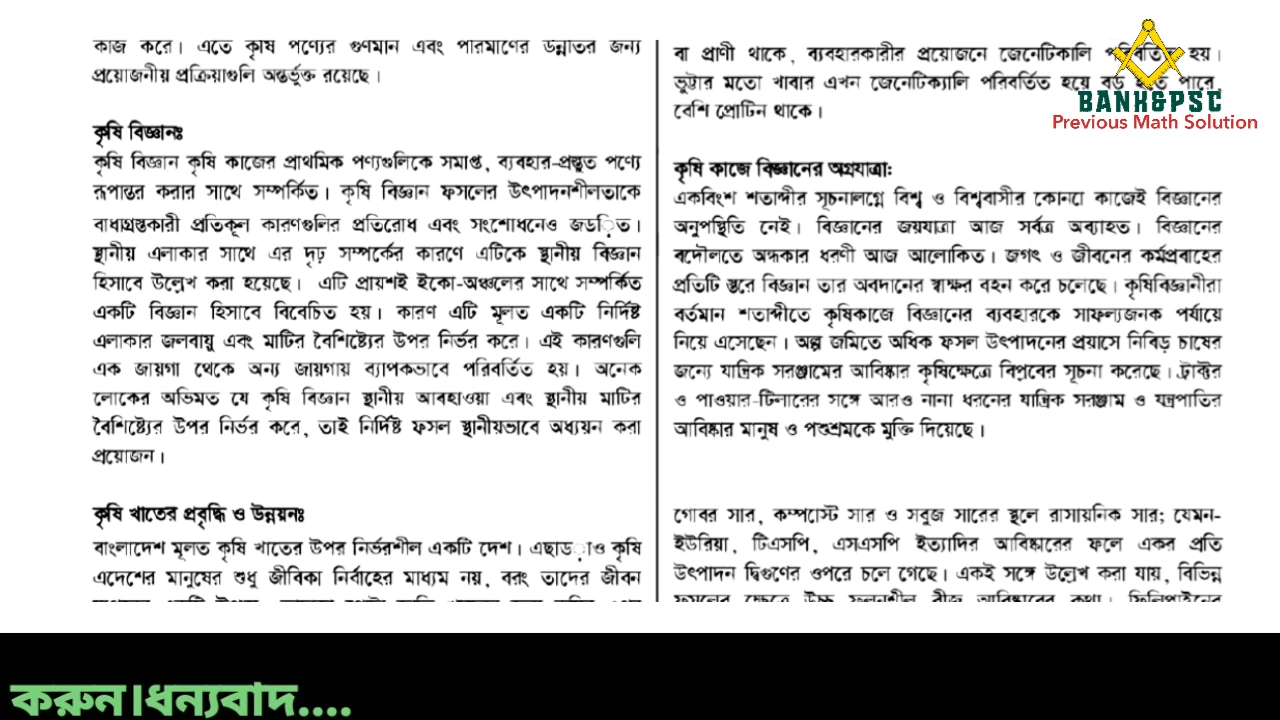 কাজ করে। এতে কৃষি পণ্যের গুণমান এবং পরিমাণের উন্নতির জন্য
প্রয়োজনীয় প্রক্রিয়াগুলি অন্তর্ভুক্ত রয়েছে।
কৃষি বিজ্ঞানঃ
কৃষি বিজ্ঞান কৃষি কাজের প্রাথমিক পণ্যগুলিকে সমাপ্ত, ব্যবহার-প্রস্তুত পণ্যে
রূপান্তর করার সাথে সম্পর্কিত। কৃষি বিজ্ঞান ফসলের উৎপাদনশীলতাকে
বাধাগ্রস্তকারী প্রতিকূল কারণগুলির প্রতিরোধ এবং সংশোধনেও জড়িত।
স্থানীয় এলাকার সাথে এর দৃঢ় সম্পর্কের কারণে এটিকে স্থানীয় বিজ্ঞান
হিসাবে উল্লেখ করা হয়েছে। এটি প্রায়শই ইকো-অঞ্চলের সাথে সম্পর্কিত
একটি বিজ্ঞান হিসাবে বিবেচিত হয়। কারণ এটি মূলত একটি নির্দিষ্ট
এলাকার জলবায়ু এবং মাটির বৈশিষ্ট্যের উপর নির্ভর করে। এই কারণগুলি
এক জায়গা থেকে অন্য জায়গায় ব্যাপকভাবে পরিবর্তিত হয়। অনেক
লোকের অভিমত যে কৃষি বিজ্ঞান স্থানীয় আবহাওয়া এবং স্থানীয় মাটির
বৈশিষ্ট্যের উপর নির্ভর করে, তাই নির্দিষ্ট ফসল স্থানীয়ভাবে অধ্যয়ন করা
প্রয়োজন।
কৃষি খাতের প্রবৃদ্ধি ও উন্নয়নঃ
বাংলাদেশ মূলত কৃষি খাতের উপর নির্ভরশীল একটি দেশ। এছাড়াও কৃষি
এদেশের মানুষের শুধু জীবিকা নির্বাহের মাধ্যম নয়, বরং তাদের জীবন
বা প্রাণী থাকে, ব্যবহারকারীর প্রয়োজনে জেনেটিকালি পরিবর্তিত হয়।
ভুট্টার মতো খাবার এখন জেনেটিক্যালি পরিবর্তিত হয়ে বড় হতে পারে,
বেশি প্রোটিন থাকে।
কৃষি কাজে বিজ্ঞানের অগ্রযাত্রা:
একবিংশ শতাব্দীর সূচনালগ্নে বিশ্ব ও বিশ্ববাসীর কোনো কাজেই বিজ্ঞানের
অনুপস্থিতি নেই। বিজ্ঞানের জয়যাত্রা আজ সর্বত্র অব্যাহত। বিজ্ঞানের
বদৌলতে অন্ধকার ধরণী আজ আলোকিত। জগৎ ও জীবনের কর্মপ্রবাহের
প্রতিটি স্তরে বিজ্ঞান তার অবদানের স্বাক্ষর বহন করে চলেছে। কৃষিবিজ্ঞানীরা
বর্তমান শতাব্দীতে কৃষিকাজে বিজ্ঞানের ব্যবহারকে সাফল্যজনক পর্যায়ে
নিয়ে এসেছেন। অল্প জমিতে অধিক ফসল উৎপাদনের প্রয়াসে নিবিড় চাষের
জন্যে যান্ত্রিক সরঞ্জামের আবিষ্কার কৃষিক্ষেত্রে বিপ্লবের সূচনা করেছে। ট্রাক্টর
ও পাওয়ার-টিলারের সঙ্গে আরও নানা ধরনের যান্ত্রিক সরঞ্জাম ও যন্ত্রপাতির
আবিষ্কার মানুষ ও পশুশ্রমকে মুক্তি দিয়েছে।
গোবর সার, কম্পোস্ট সার ও সবুজ সারের স্থলে রাসায়নিক সার; যেমন-
ইউরিয়া, টিএসপি, এসএসপি ইত্যাদির আবিষ্কারের ফলে একর প্রতি
উৎপাদন দ্বিগুণের ওপরে চলে গেছে। একই সঙ্গে উল্লেখ করা যায়, বিভিন্ন
ফসলের ক্ষেত্রে উচ্চ ফলনশীল বীজ আবিষ্কারের কথা। ফিলিপাইনের
BANK&PSC
Previous Math Solution
করুন।ধন্যবাদ....